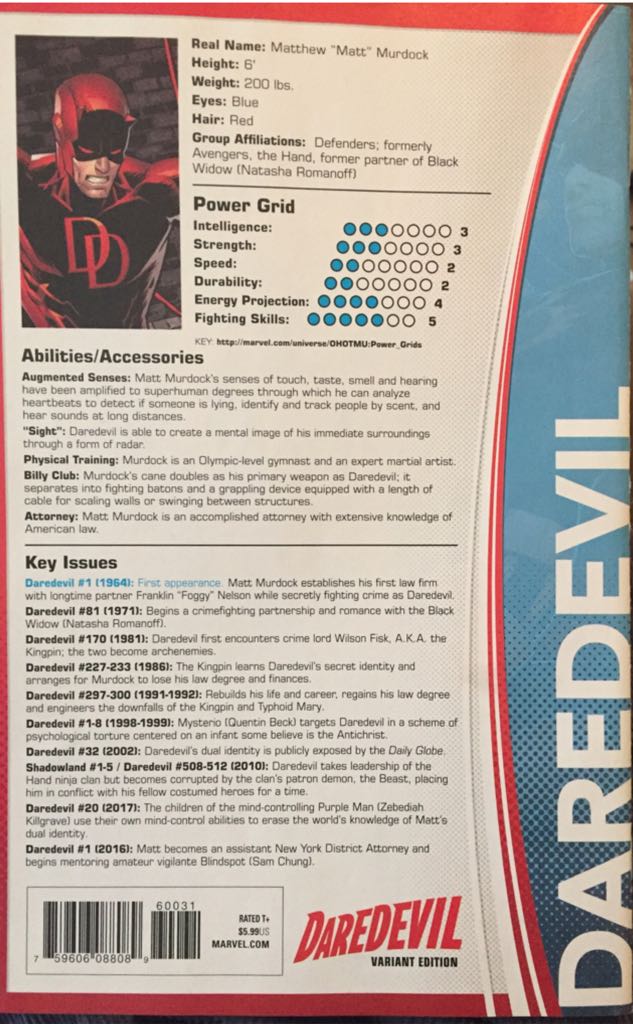 Real Name: Matthew "Matt" Murdock
Height: 6'
Weight: 200 lbs.
Eyes: Blue
Hair: Red
Group Affiliations: Defenders; formerly
Avengers, the Hand, former partner of Black
Widow (Natasha Romanoff)
DD
Power Grid
Intelligence: 3
Strength: 3
Speed: 2
Durability: 2
Energy Projection: 4
Fighting Skills: 5
KEY: http://marvel.com/universe/OHOTMU:Power_Grids
Abilities/Accessories
Augmented Senses: Matt Murdock's senses of touch, taste, smell and hearing
have been amplified to superhuman degrees through which he can analyze
heartbeats to detect if someone is lying, identify and track people by scent, and
hear sounds at long distances.
"Sight": Daredevil is able to create a mental image of his immediate surroundings
through a form of radar.
Physical Training: Murdock is an Olympic-level gymnast and an expert martial artist.
Billy Club: Murdock's cane doubles as his primary weapon as Daredevil; it
separates into fighting batons and a grappling device equipped with a length of
cable for scaling walls or swinging between structures.
Attorney: Matt Murdock is an accomplished attorney with extensive knowledge of
American law.
Key Issues
Daredevil #1 (1964): First appearance. Matt Murdock establishes his first law firm
with longtime partner Franklin "Foggy" Nelson while secretly fighting crime as Daredevil.
Daredevil #81 (1971): Begins a crimefighting partnership and romance with the Black
Widow (Natasha Romanoff).
Daredevil #170 (1981): Daredevil first encounters crime lord Wilson Fisk, A.K.A. the
Kingpin; the two become archenemies.
Daredevil #227-233 (1986): The Kingpin learns Daredevil's secret identity and
arranges for Murdock to lose his law degree and finances.
Daredevil #297-300 (1991-1992): Rebuilds his life and career, regains his law degree
and engineers the downfalls of the Kingpin and Typhoid Mary.
Daredevil #1-8 (1998-1999): Mysterio (Quentin Beck) targets Daredevil in a scheme of
psychological torture centered on an infant some believe is the Antichrist.
Daredevil #32 (2002): Daredevil's dual identity is publicly exposed by the Daily Globe.
Shadowland #1-5 / Daredevil #508-512 (2010): Daredevil takes leadership of the
Hand ninja clan but becomes corrupted by the clan's patron demon, the Beast, placing
him in conflict with his fellow costumed heroes for a time.
Daredevil #20 (2017): The children of the mind-controlling Purple Man (Zebediah
Killgrave) use their own mind-control abilities to erase the world's knowledge of Matt's
dual identity.
Daredevil #1 (2016): Matt becomes an assistant New York District Attorney and
begins mentoring amateur vigilante Blindspot (Sam Chung).
60031
7 59606 08808 9
RATED T+
$5.99US
MARVEL.COM
DAREDEVIL
VARIANT EDITION
DAREDEVIL